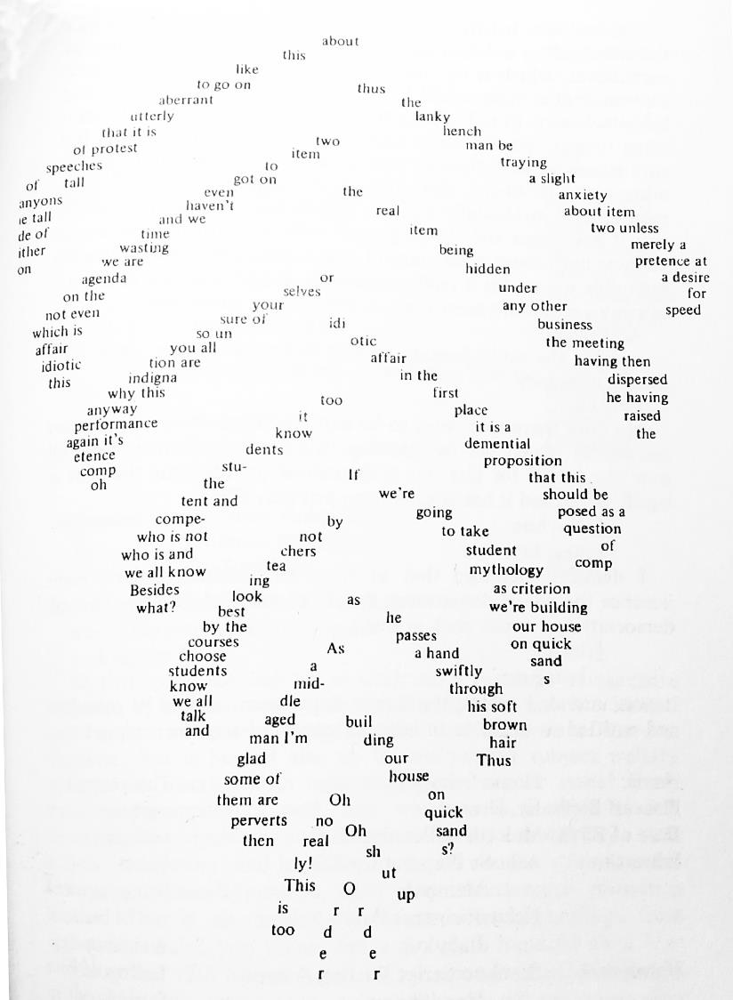 on
ither
de of
e tall
anyons
of tall
speeches
of protest
that it is
utterly
aberrant
to go on
like
this
about
thus
the
lanky
hench
man be
traying
a slight
anxiety
about item
two unless
merely a
pretence at
a desire
for
speed
this
idiotic
affair
which is
not even
on the
agenda
we are
wasting
time
and we
haven't
even
got on
to
item
two
the
real
item
being
hidden
under
any other
business
the meeting
having then
dispersed
he having
raised
the
oh
comp
etence
again it's
performance
anyway
why this
indigna
tion are
you all
so un
sure of
your
selves
or
idi
otic
affair
in the
first
place
it is a
demential
proposition
that this
should be
posed as a
question
of
comp
what?
Besides
we all know
who is and
who is not
compe-
tent and
the
stu-
dents
know
it
too
If
we're
going
to take
student
mythology
as criterion
we're building
our house
on quick
sand
s
and
talk
we all
know
students
choose
courses
by the
best
look
ing
tea
chers
not
by
as
he
passes
a hand
swiftly
through
his soft
brown
hair
Thus
As
a
mid-
dle
aged
man I'm
glad
some of
them are
perverts
then
buil
ding
our
house
on
quick
sand
s?
Oh
no
real
ly!
This
is
too
Oh
sh
ut
up
O
r r
d d
e e
r r